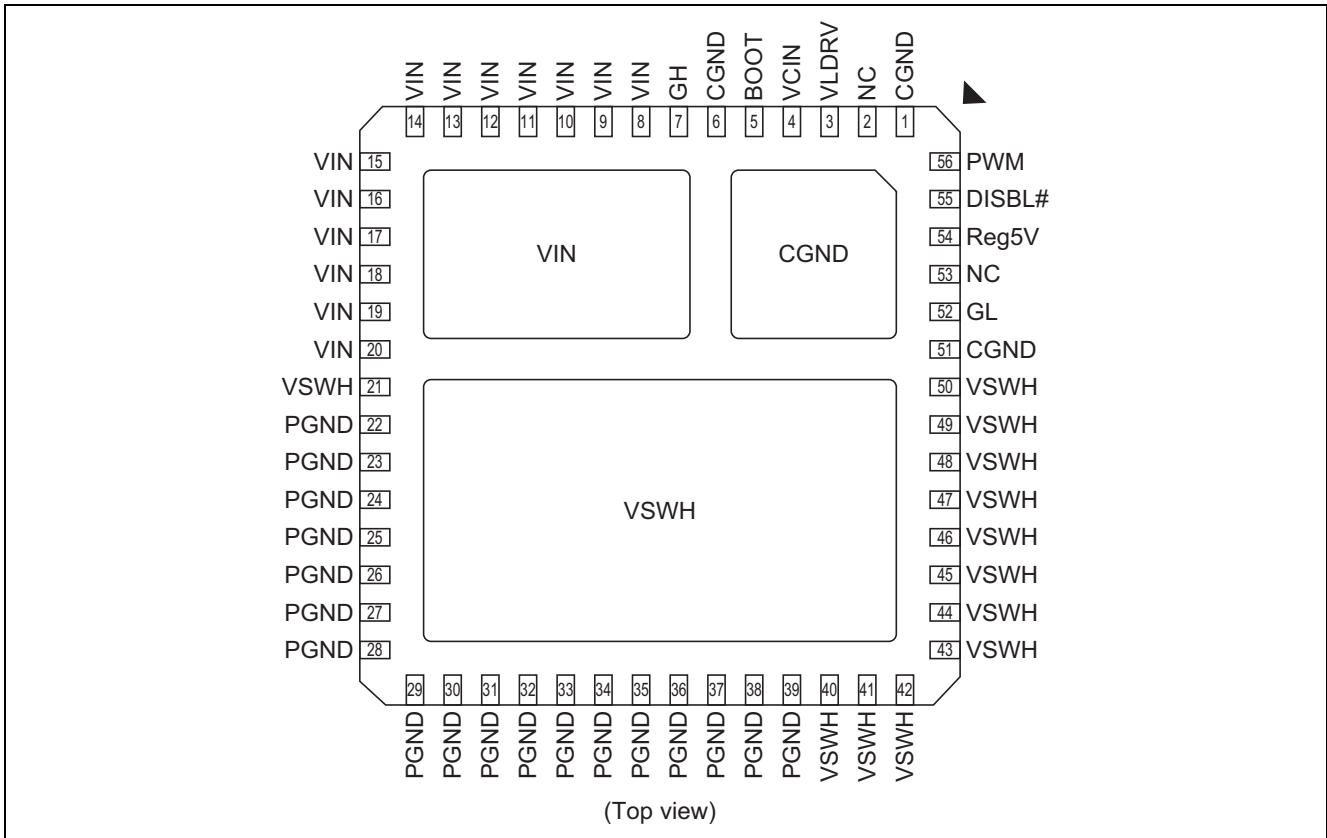 VIN VIN VIN VIN VIN VIN VIN GH CGND BOOT VCIN VLDRV NC CGND
14 13 12 11 10 9 8 7 6 5 4 3 2 1
VIN 15 56 PWM
VIN 16 55 DISBL#
VIN 17 54 Reg5V
VIN CGND
VIN 18 53 NC
VIN 19 52 GL
VIN 20 51 CGND
VSWH 21 50 VSWH
PGND 22 49 VSWH
PGND 23 48 VSWH
PGND 24 47 VSWH
VSWH
PGND 25 46 VSWH
PGND 26 45 VSWH
PGND 27 44 VSWH
PGND 28 43 VSWH
29 30 31 32 33 34 35 36 37 38 39 40 41 42
PGND PGND PGND PGND PGND PGND PGND PGND PGND PGND PGND VSWH VSWH VSWH
(Top view)